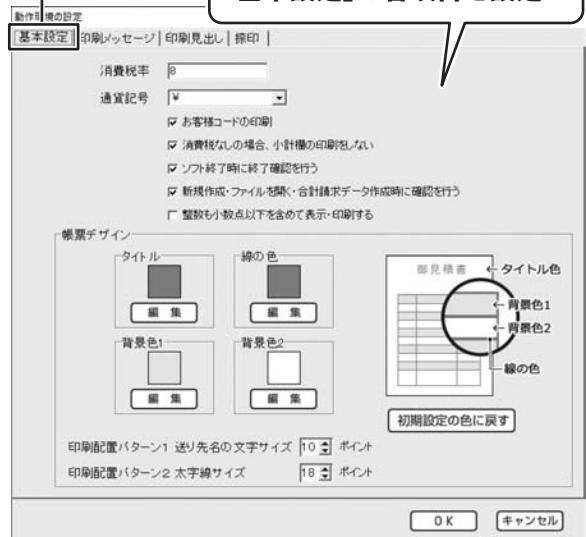 動作環境の設定
基本設定 印刷メッセージ 印刷見出し 捺印
消費税率 8
通貨記号 ¥
お客様コードの印刷
消費税なしの場合、小計欄の印刷をしない
ソフト終了時に終了確認を行う
新規作成・ファイルを開く・合計請求データ作成時に確認を行う
整数も小数点以下を含めて表示・印刷する
帳票デザイン
タイトル 線の色
編 集 編 集
背景色1 背景色2
編 集 編 集
御見積書 タイトル色
背景色1
背景色2
線の色
初期設定の色に戻す
印刷配置パターン1 送り先名の文字サイズ 10 ポイント
印刷配置パターン2 太字線サイズ 18 ポイント
OK キャンセル